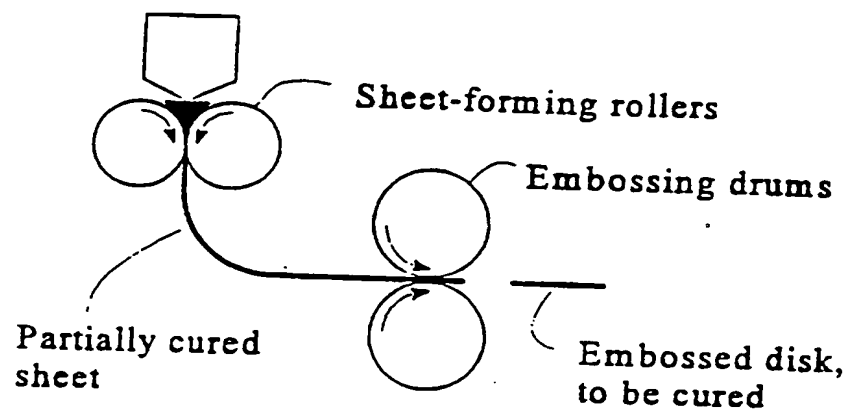 Sheet-forming rollers
Embossing drums
Partially cured
sheet
Embossed disk,
to be cured